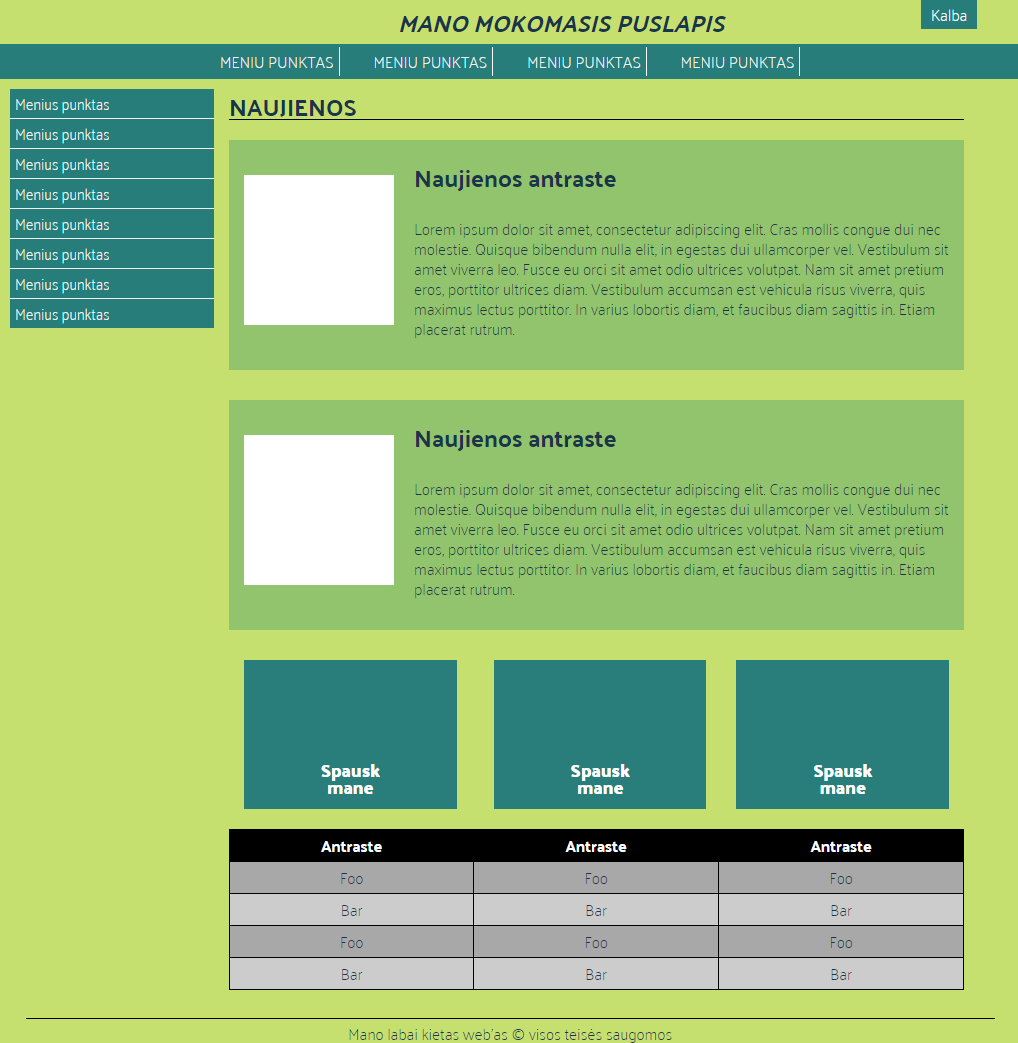 MANO MOKOMASIS PUSLAPIS
Kalba
MENIU PUNKTAS MENIU PUNKTAS MENIU PUNKTAS MENIU PUNKTAS
Menius punktas
Menius punktas
Menius punktas
Menius punktas
Menius punktas
Menius punktas
Menius punktas
Menius punktas
NAUJIENOS
Naujienos antraste
Lorem ipsum dolor sit amet, consectetur adipiscing elit. Cras mollis congue dui nec
molestie. Quisque bibendum nulla elit, in egestas dui ullamcorper vel. Vestibulum sit
amet viverra leo. Fusce eu orci sit amet odio ultrices volutpat. Nam sit amet pretium
eros, porttitor ultrices diam. Vestibulum accumsan est vehicula risus viverra, quis
maximus lectus porttitor. In varius lobortis diam, et faucibus diam sagittis in. Etiam
placerat rutrum.
Naujienos antraste
Lorem ipsum dolor sit amet, consectetur adipiscing elit. Cras mollis congue dui nec
molestie. Quisque bibendum nulla elit, in egestas dui ullamcorper vel. Vestibulum sit
amet viverra leo. Fusce eu orci sit amet odio ultrices volutpat. Nam sit amet pretium
eros, porttitor ultrices diam. Vestibulum accumsan est vehicula risus viverra, quis
maximus lectus porttitor. In varius lobortis diam, et faucibus diam sagittis in. Etiam
placerat rutrum.
Spausk
mane
Spausk
mane
Spausk
mane
Antraste Antraste Antraste
Foo Foo Foo
Bar Bar Bar
Foo Foo Foo
Bar Bar Bar
Mano labai kietas web'as © visos teisės saugomos